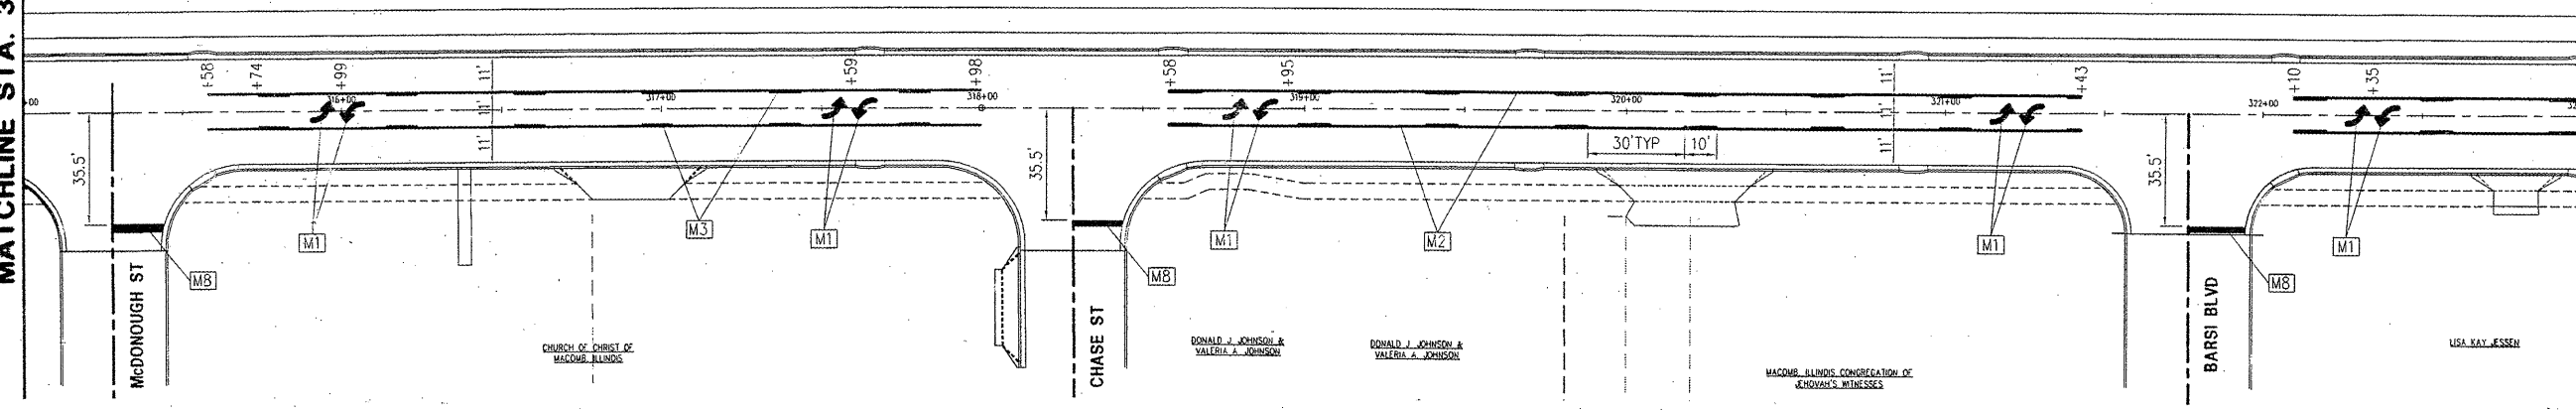 MATCHLINE STA. 3
+58
+74
+99
+59
+98
+58
+95
+43
+10
+35
11'
11'
11'
11'
11'
11'
00
316+00
317+00
318+00
319+00
320+00
321+00
322+00
35.5'
35.5'
35.5'
30'TYP
10'
M1
M3
M1
M1
M2
M1
M1
M8
M8
M8
McDONOUGH ST
CHASE ST
BARSI BLVD
CHURCH OF CHRIST OF
MACOMB, ILLINOIS
DONALD J. JOHNSON &
VALERIA A. JOHNSON
DONALD J. JOHNSON &
VALERIA A. JOHNSON
MACOMB, ILLINOIS CONGREGATION OF
JEHOVAH'S WITNESSES
LISA KAY JESSEN